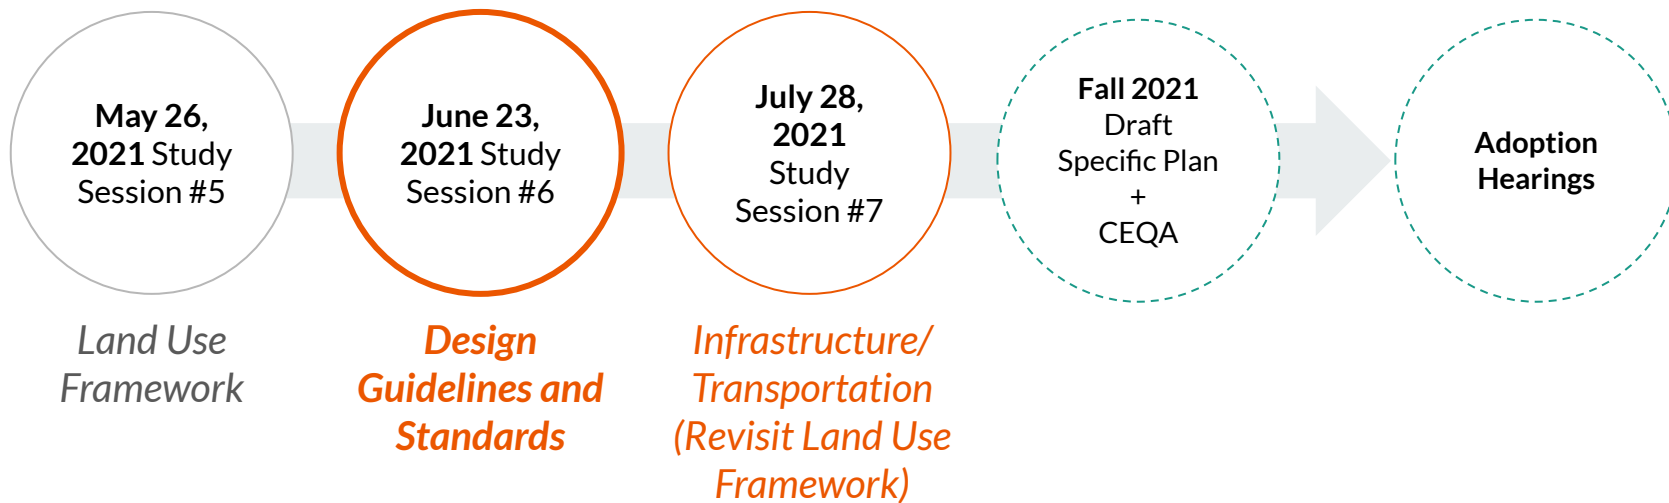 May 26,
2021 Study
Session #5
June 23,
2021 Study
Session #6
July 28,
2021
Study
Session #7
Fall 2021
Draft
Specific Plan
+
CEQA
Adoption
Hearings
Land Use
Framework
Design
Guidelines and
Standards
Infrastructure/
Transportation
(Revisit Land Use
Framework)